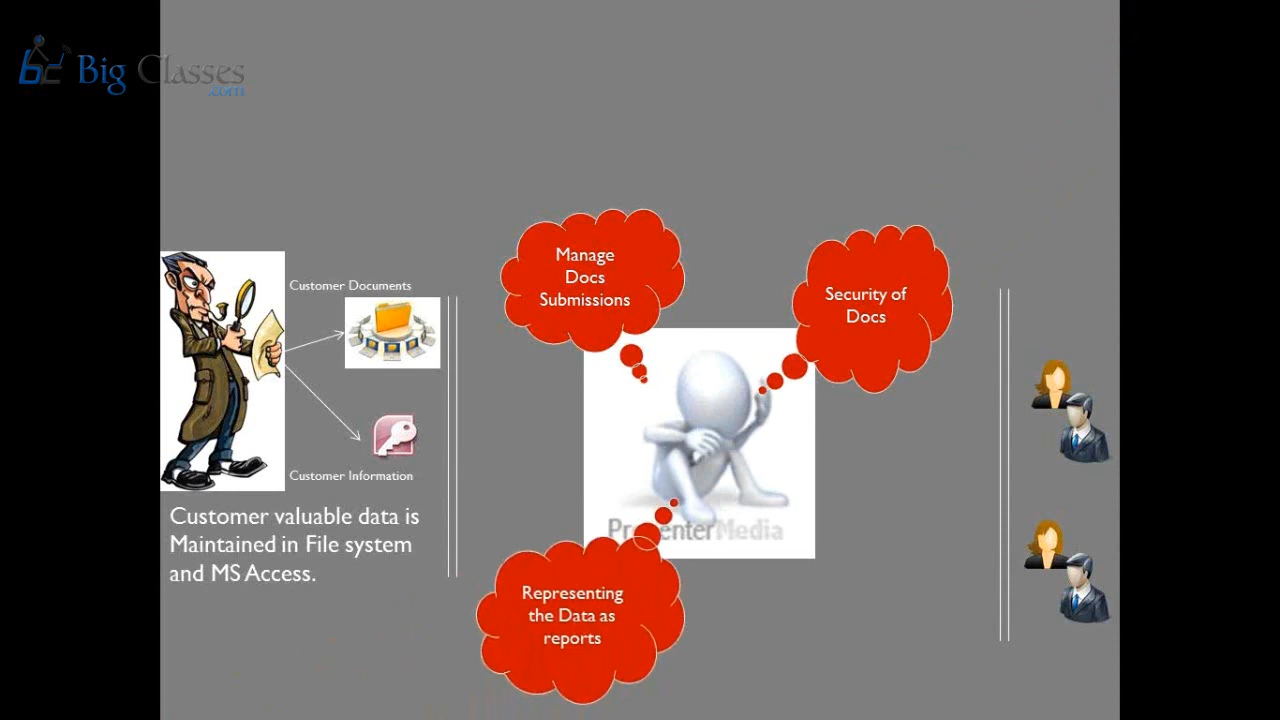 Big Classes
.com
Manage
Docs
Submissions
Security of
Docs
Customer Documents
Customer Information
Customer valuable data is
Maintained in File system
and MS Access.
PresenterMedia
Representing
the Data as
reports